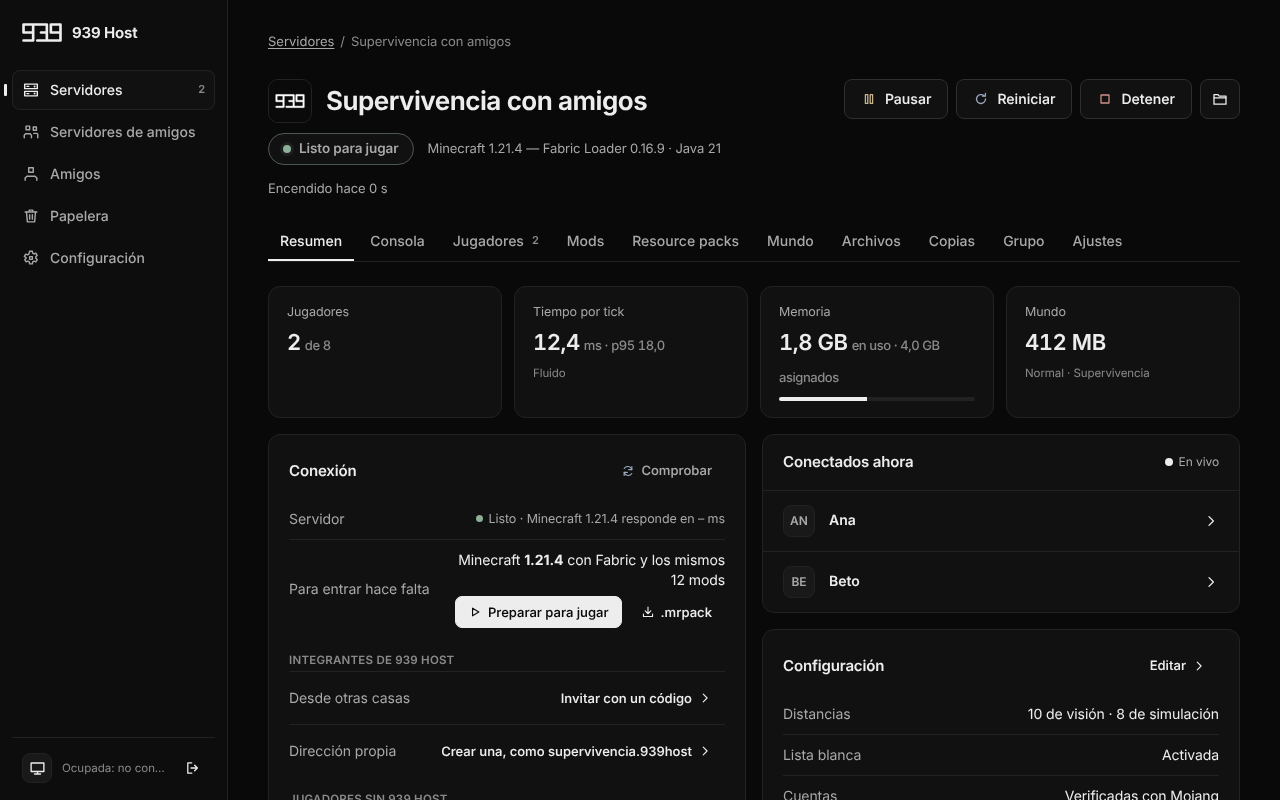 939 939 Host
Servidores 2
Servidores de amigos
Amigos
Papelera
Configuración
Ocupada: no con...
Servidores / Supervivencia con amigos
939 Supervivencia con amigos
Pausar
Reiniciar
Detener
Listo para jugar
Minecraft 1.21.4 — Fabric Loader 0.16.9 · Java 21
Encendido hace 0 s
Resumen Consola Jugadores 2 Mods Resource packs Mundo Archivos Copias Grupo Ajustes
Jugadores
2 de 8
Tiempo por tick
12,4 ms · p95 18,0
Fluido
Memoria
1,8 GB en uso · 4,0 GB
asignados
Mundo
412 MB
Normal · Supervivencia
Conexión
Comprobar
Servidor
Listo · Minecraft 1.21.4 responde en – ms
Para entrar hace falta
Minecraft 1.21.4 con Fabric y los mismos
12 mods
Preparar para jugar
.mrpack
INTEGRANTES DE 939 HOST
Desde otras casas
Invitar con un código
Dirección propia
Crear una, como supervivencia.939host
JUGADORES SIN 939 HOST
Conectados ahora
En vivo
AN Ana
BE Beto
Configuración
Editar
Distancias
10 de visión · 8 de simulación
Lista blanca
Activada
Cuentas
Verificadas con Mojang